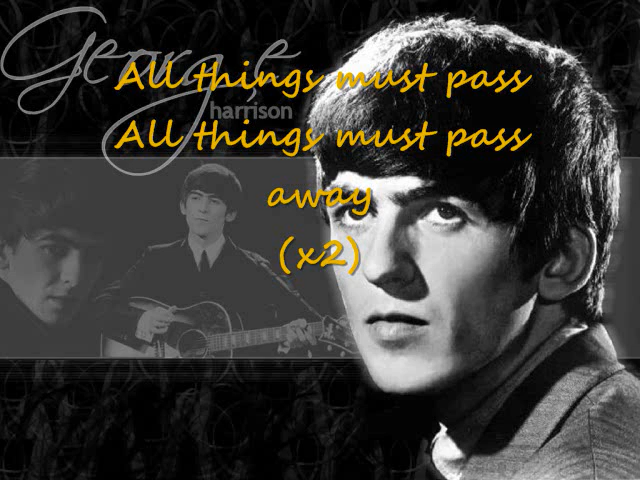 George
harrison
All things must pass
All things must pass
away
(x2)